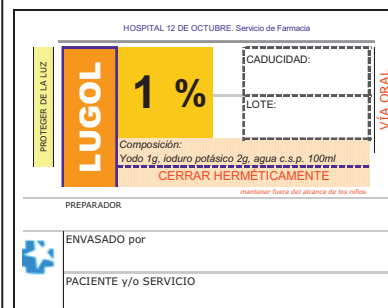 HOSPITAL 12 DE OCTUBRE. Servicio de Farmacia
PROTEGER DE LA LUZ
LUGOL
1 %
CADUCIDAD:
LOTE:
VÍA ORAL
Composición:
Yodo 1g, ioduro potásico 2g, agua c.s.p. 100ml
CERRAR HERMÉTICAMENTE
mantener fuera del alcance de los niños
PREPARADOR
ENVASADO por
PACIENTE y/o SERVICIO